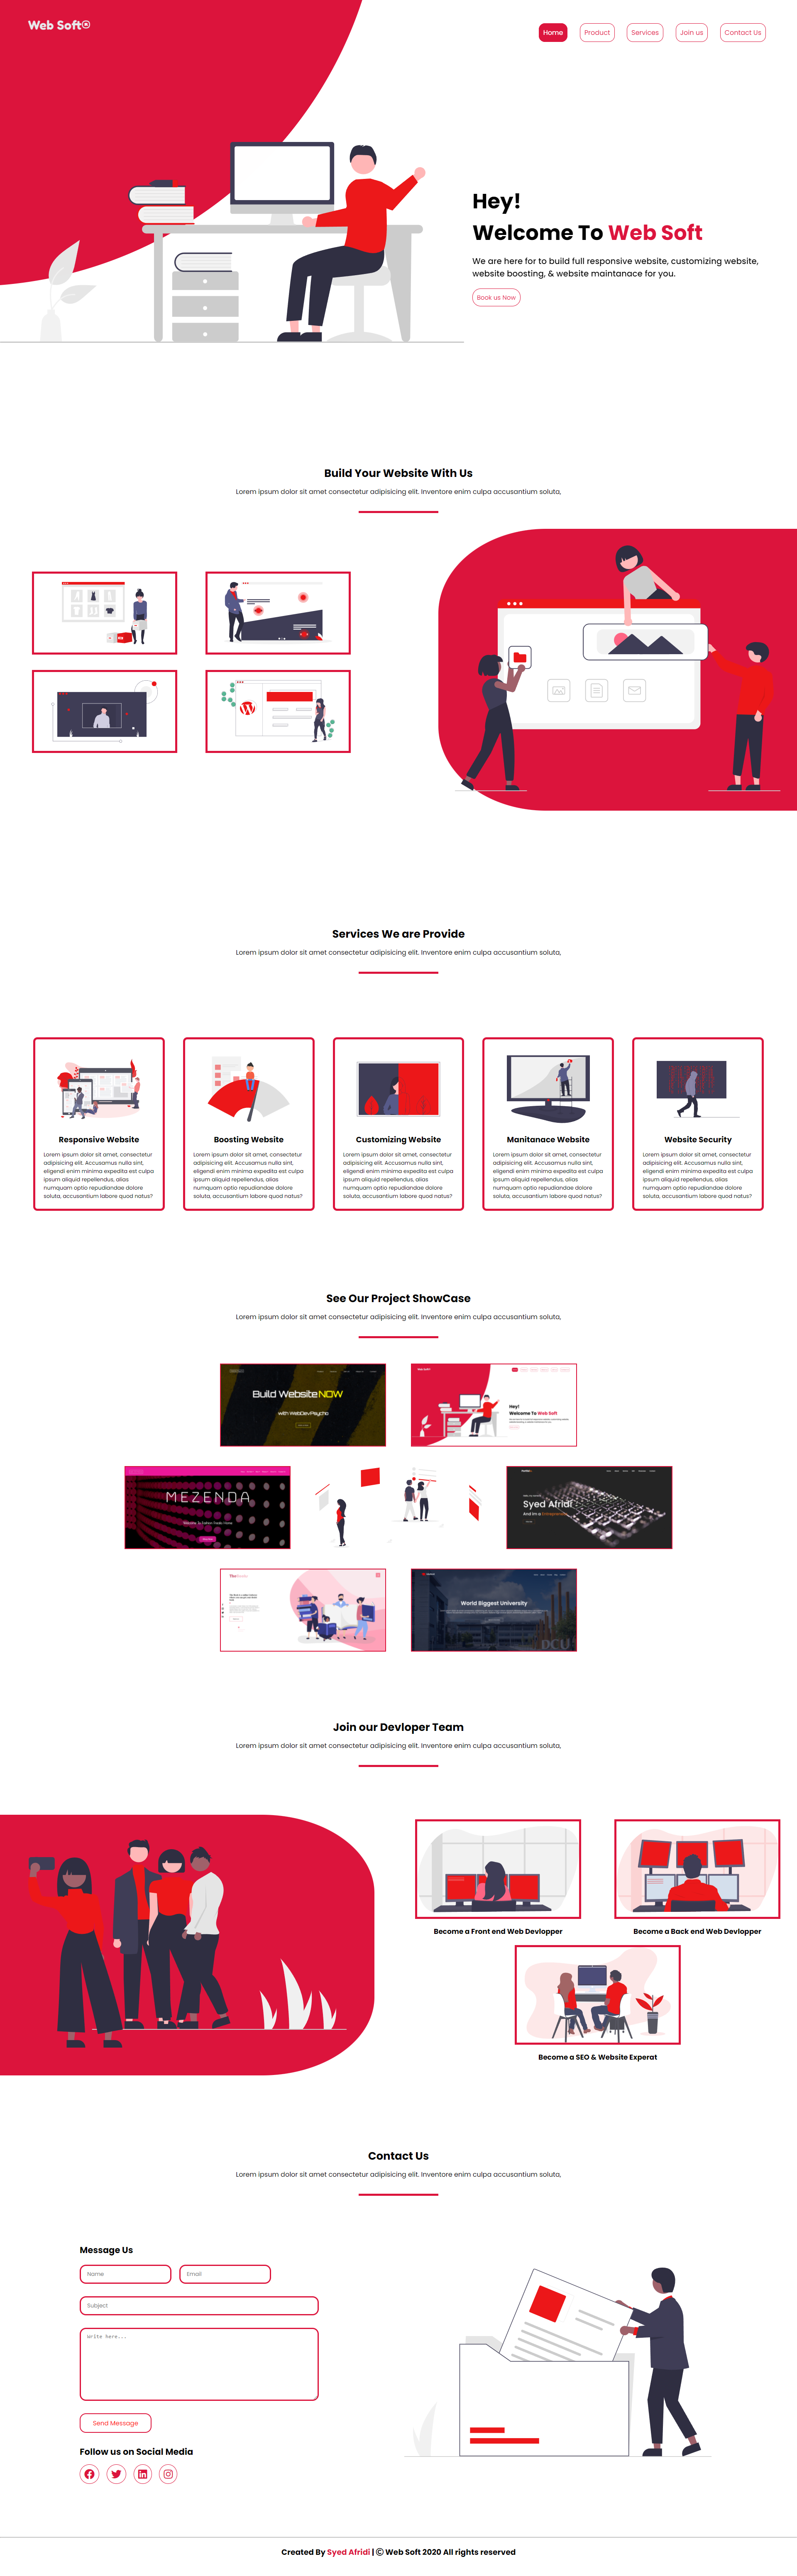 Web Soft®
Home
Product
Services
Join us
Contact Us
Hey!
Welcome To Web Soft
We are here for to build full responsive website, customizing website,
website boosting, & website maintanace for you.
Book us Now
Build Your Website With Us
Lorem ipsum dolor sit amet consectetur adipisicing elit. Inventore enim culpa accusantium soluta,
Services We are Provide
Lorem ipsum dolor sit amet consectetur adipisicing elit. Inventore enim culpa accusantium soluta,
Responsive Website
Lorem ipsum dolor sit amet, consectetur
adipisicing elit. Accusamus nulla sint,
eligendi enim minima expedita est culpa
ipsum aliquid repellendus, alias
numquam optio repudiandae dolore
soluta, accusantium labore quod natus?
Boosting Website
Lorem ipsum dolor sit amet, consectetur
adipisicing elit. Accusamus nulla sint,
eligendi enim minima expedita est culpa
ipsum aliquid repellendus, alias
numquam optio repudiandae dolore
soluta, accusantium labore quod natus?
Customizing Website
Lorem ipsum dolor sit amet, consectetur
adipisicing elit. Accusamus nulla sint,
eligendi enim minima expedita est culpa
ipsum aliquid repellendus, alias
numquam optio repudiandae dolore
soluta, accusantium labore quod natus?
Manitanace Website
Lorem ipsum dolor sit amet, consectetur
adipisicing elit. Accusamus nulla sint,
eligendi enim minima expedita est culpa
ipsum aliquid repellendus, alias
numquam optio repudiandae dolore
soluta, accusantium labore quod natus?
Website Security
Lorem ipsum dolor sit amet, consectetur
adipisicing elit. Accusamus nulla sint,
eligendi enim minima expedita est culpa
ipsum aliquid repellendus, alias
numquam optio repudiandae dolore
soluta, accusantium labore quod natus?
See Our Project ShowCase
Lorem ipsum dolor sit amet consectetur adipisicing elit. Inventore enim culpa accusantium soluta,
Build Website NOW
with WebDevPsycho
Hey!
Welcome To Web Soft
MEZENDA
Syed Afridi
And Im a Entrepreneur
World Biggest University
DCU
Join our Devloper Team
Lorem ipsum dolor sit amet consectetur adipisicing elit. Inventore enim culpa accusantium soluta,
Become a Front end Web Devlopper
Become a Back end Web Devlopper
Become a SEO & Website Experat
Contact Us
Lorem ipsum dolor sit amet consectetur adipisicing elit. Inventore enim culpa accusantium soluta,
Message Us
Name
Email
Subject
Write here...
Send Message
Follow us on Social Media
Created By Syed Afridi | © Web Soft 2020 All rights reserved